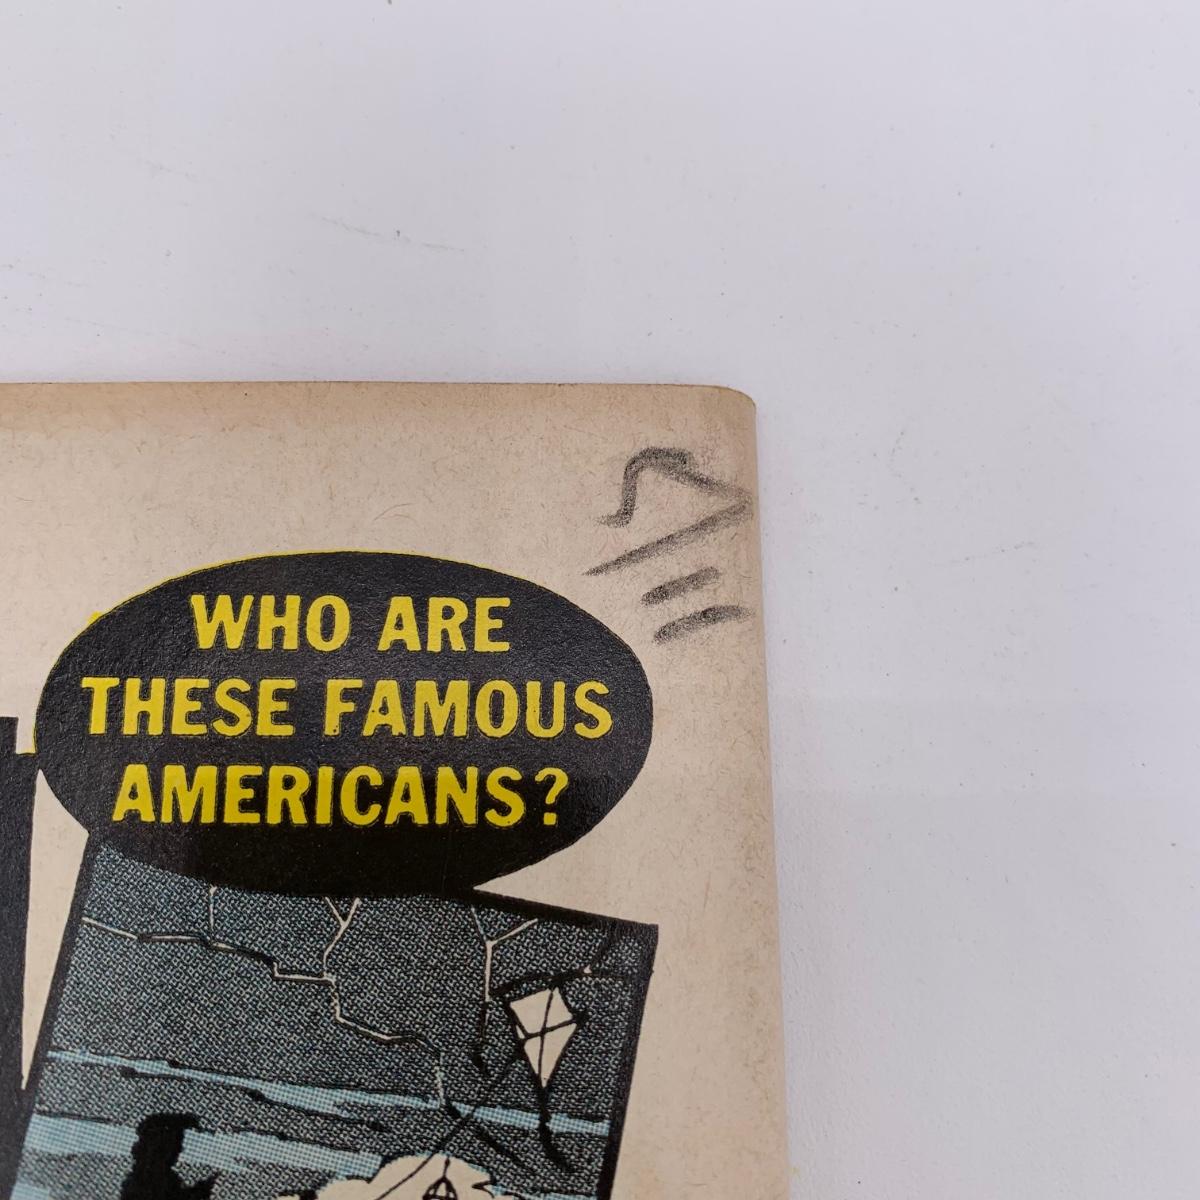 WHO ARE
THESE FAMOUS
AMERICANS?